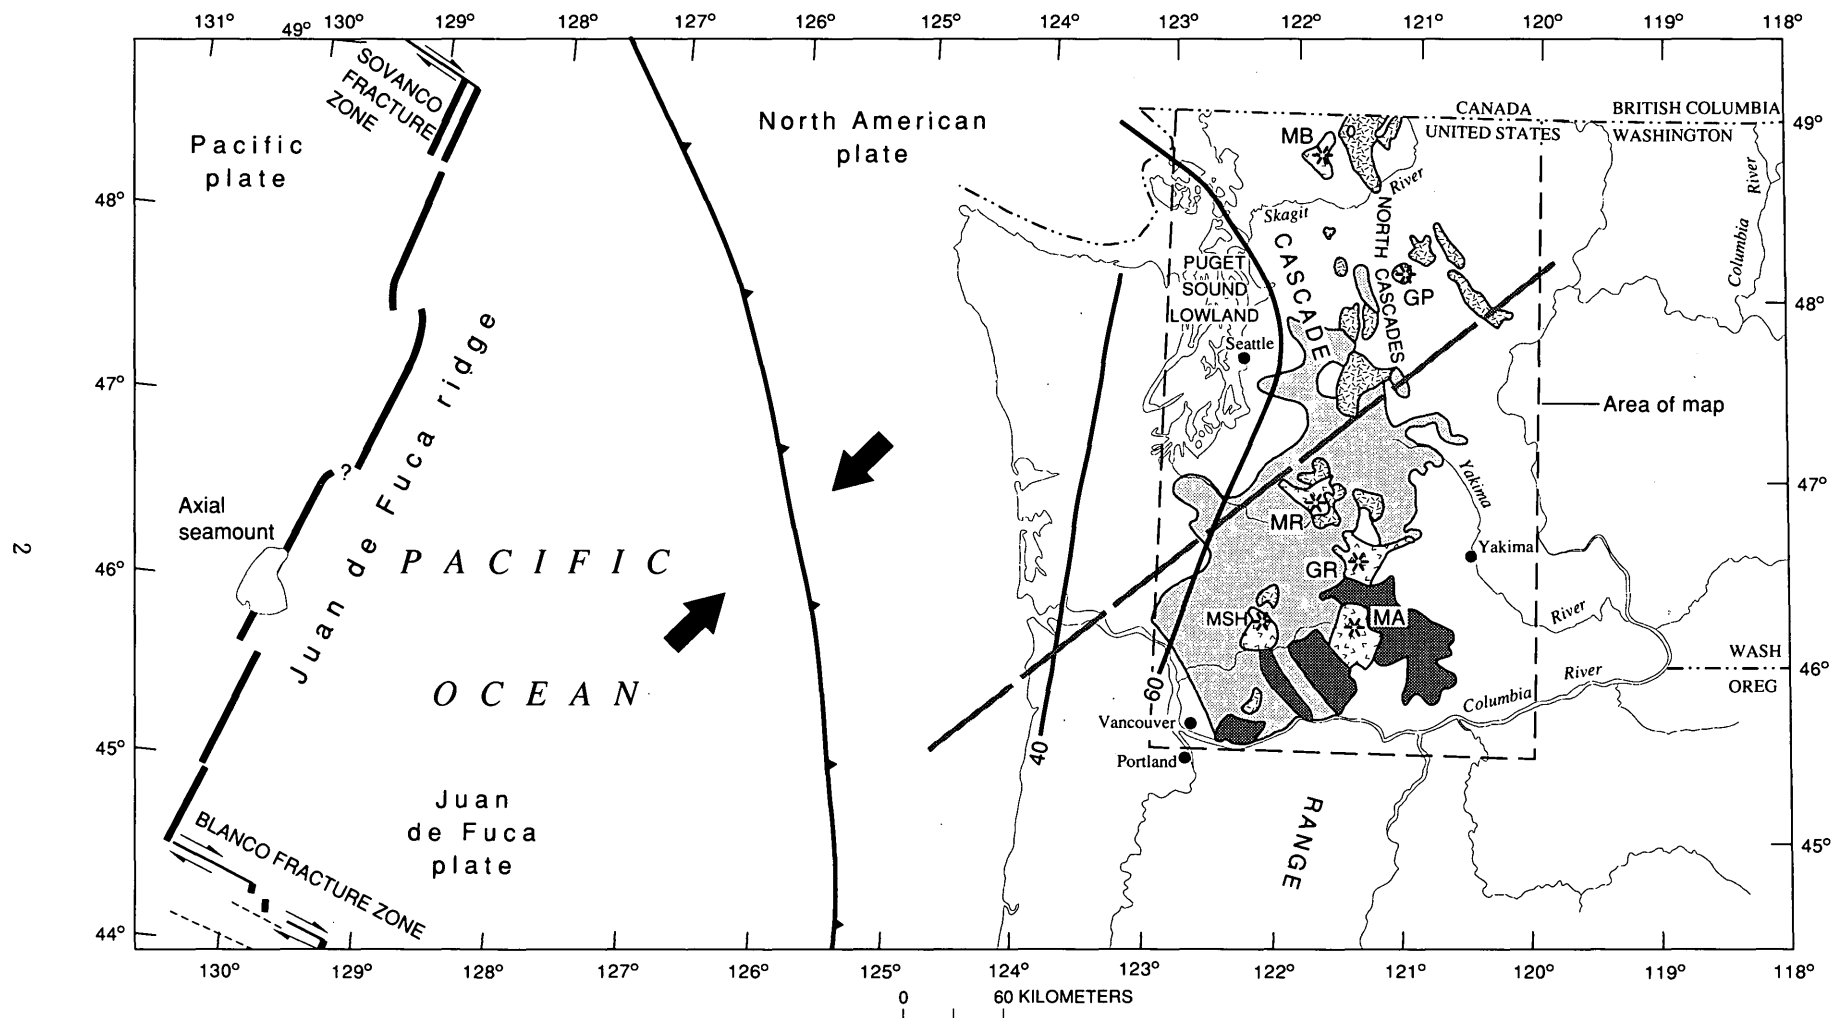 131° 130° 129° 128° 127° 126° 125° 124° 123° 122° 121° 120° 119° 118°
49°
SOVANCO
FRACTURE
ZONE
Pacific
plate
North American
plate
CANADA
UNITED STATES
BRITISH COLUMBIA
WASHINGTON
49°
MB
48°
Skagit
River
Columbia
River
NORTH CASCADES
CASCADE
PUGET
SOUND
LOWLAND
Seattle
GP
48°
47°
Area of map
Juan de Fuca ridge
?
Axial
seamount
Yakima
River
47°
MR
2
PACIFIC
OCEAN
46°
GR
Yakima
MSH
MA
WASH
OREG
46°
Columbia
River
60
40
Vancouver
Portland
45°
Juan
de Fuca
plate
BLANCO FRACTURE ZONE
RANGE
45°
44°
130° 129° 128° 127° 126° 125° 124° 123° 122° 121° 120° 119° 118°
0 60 KILOMETERS